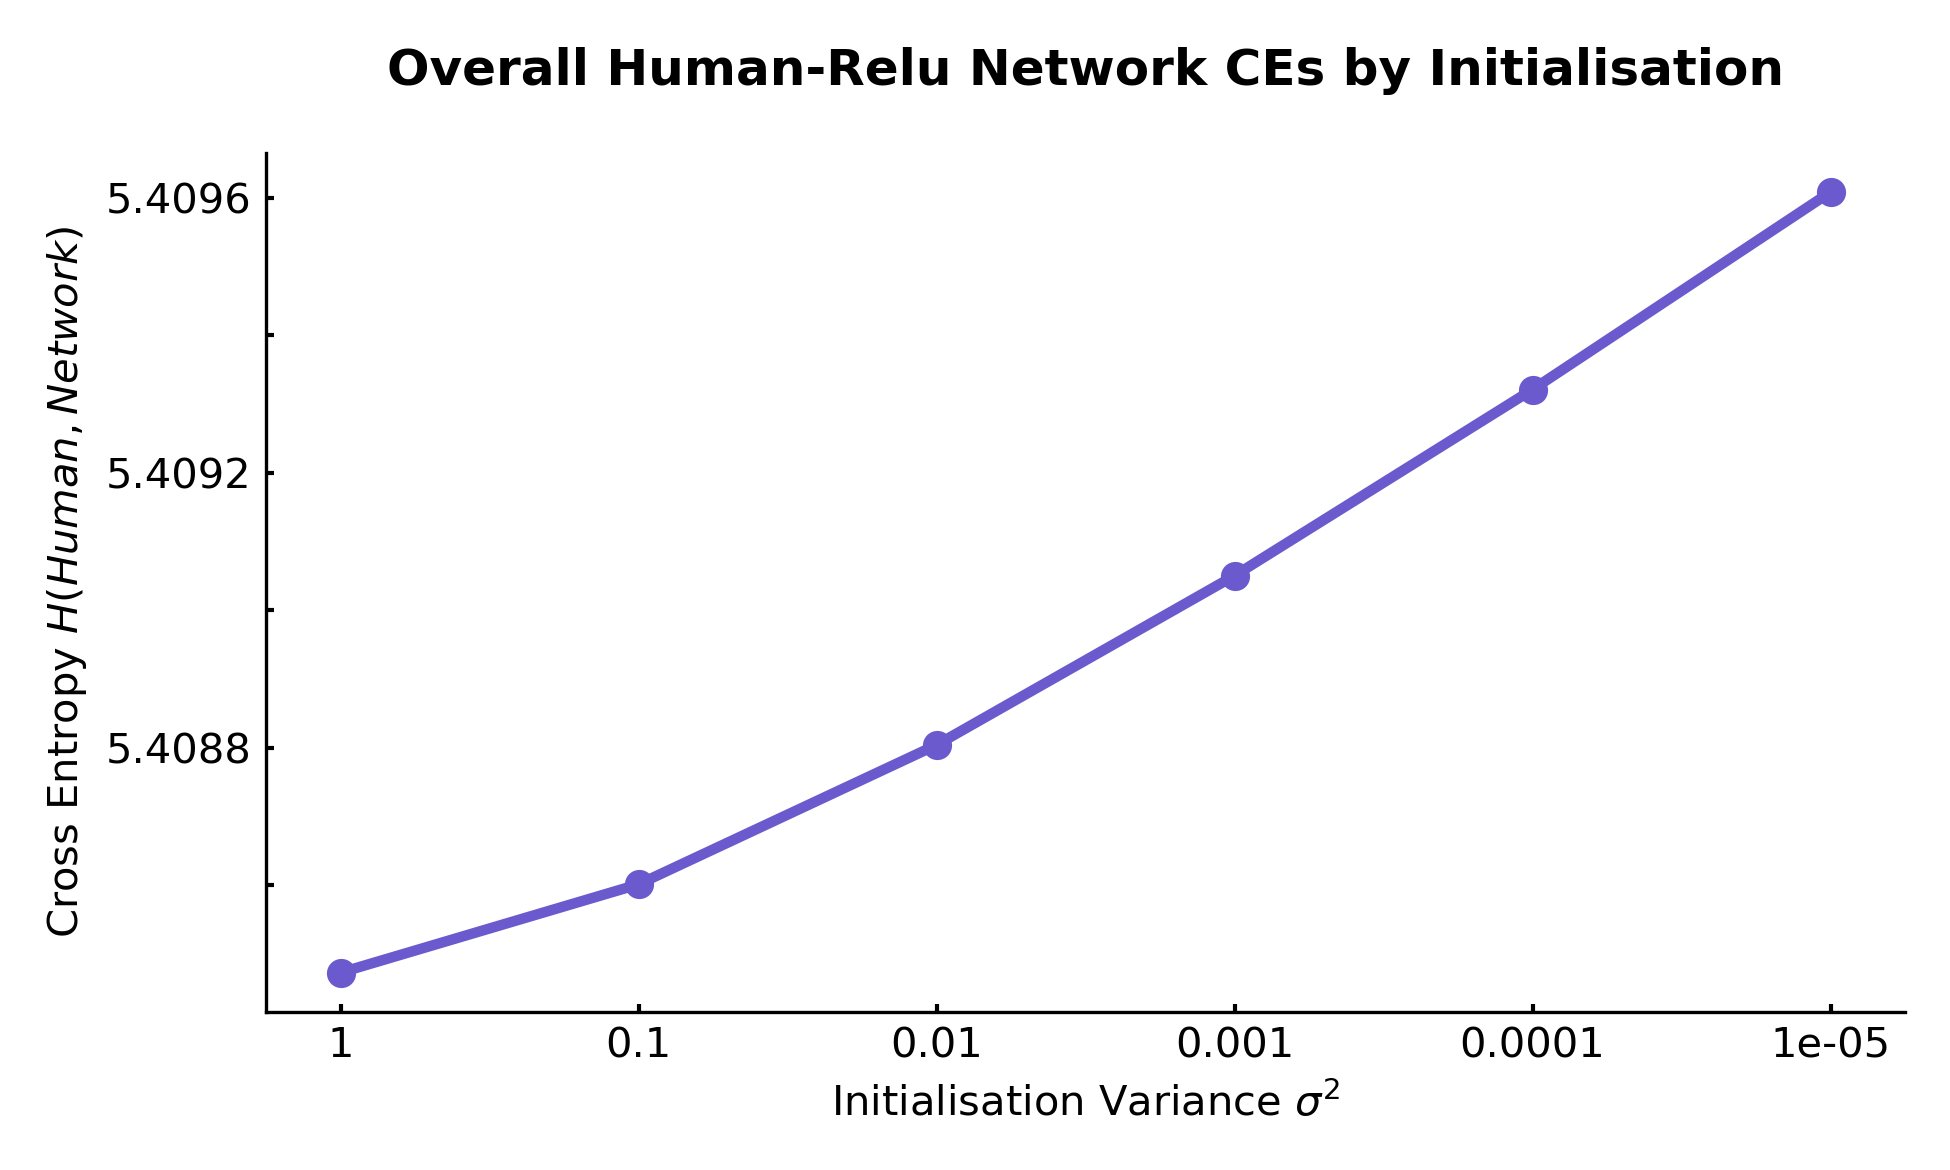 Overall Human-Relu Network CEs by Initialisation
Cross Entropy H(Human, Network)
5.4096
5.4092
5.4088
1 0.1 0.01 0.001 0.0001 1e-05
Initialisation Variance σ²